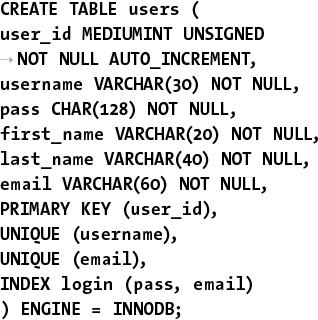 CREATE TABLE users (
user_id MEDIUMINT UNSIGNED
→NOT NULL AUTO_INCREMENT,
username VARCHAR(30) NOT NULL,
pass CHAR(128) NOT NULL,
first_name VARCHAR(20) NOT NULL,
last_name VARCHAR(40) NOT NULL,
email VARCHAR(60) NOT NULL,
PRIMARY KEY (user_id),
UNIQUE (username),
UNIQUE (email),
INDEX login (pass, email)
) ENGINE = INNODB;